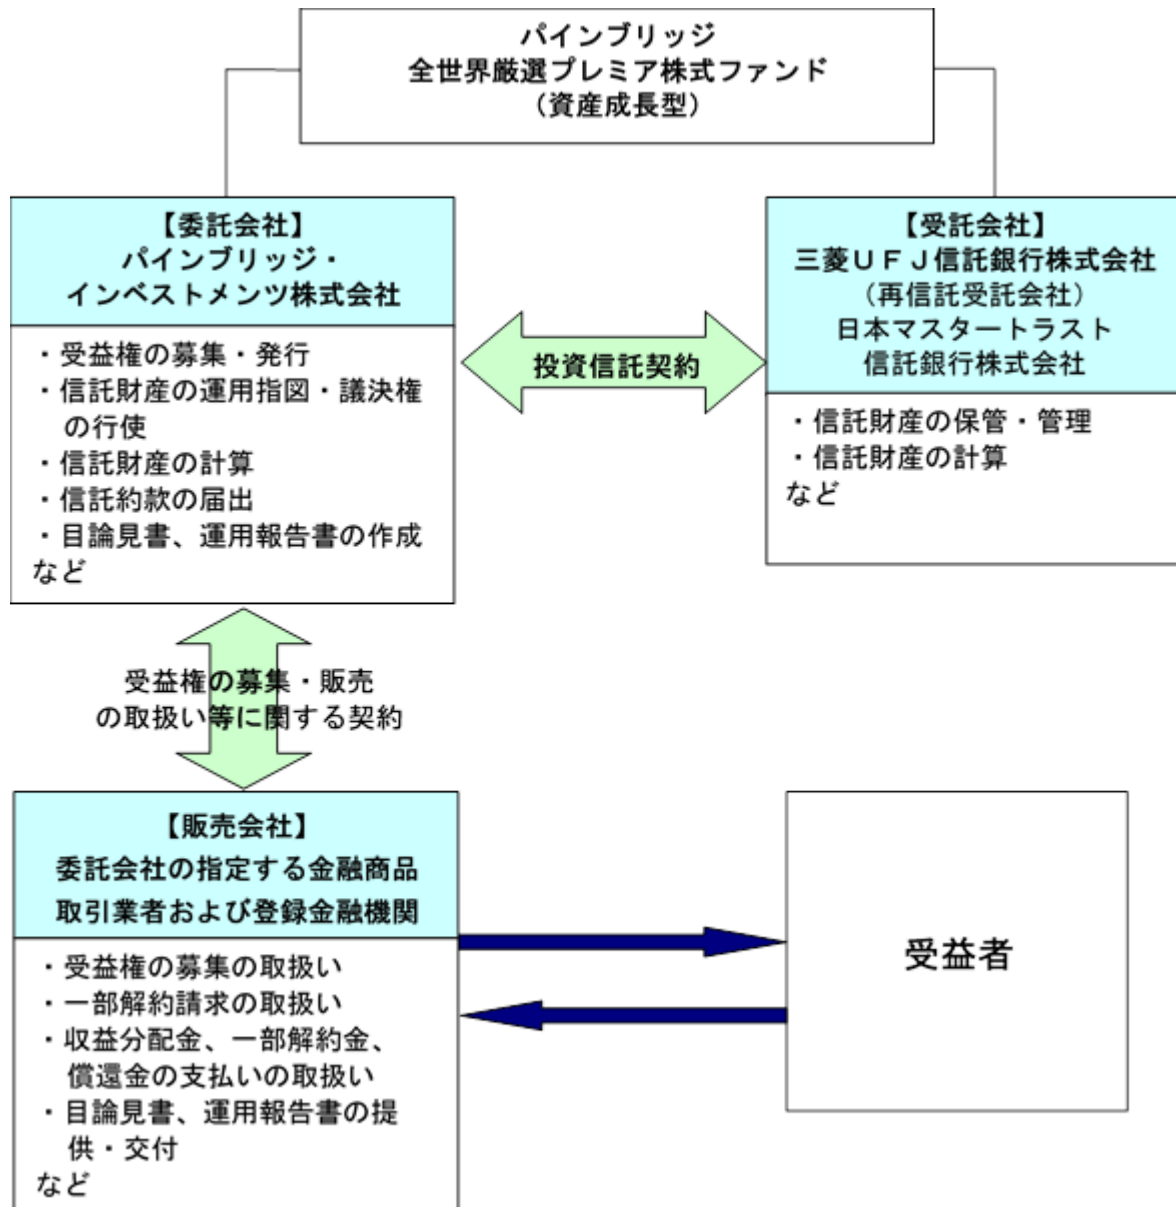 パインブリッジ
全世界厳選プレミア株式ファンド
（資産成長型）
【委託会社】
パインブリッジ・
インベストメンツ株式会社
・受益権の募集・発行
・信託財産の運用指図・議決権
の行使
・信託財産の計算
・信託約款の届出
・目論見書、運用報告書の作成
など
投資信託契約
【受託会社】
三菱ＵＦＪ信託銀行株式会社
（再信託受託会社）
日本マスタートラスト
信託銀行株式会社
・信託財産の保管・管理
・信託財産の計算
など
受益権の募集・販売
の取扱い等に関する契約
【販売会社】
委託会社の指定する金融商品
取引業者および登録金融機関
・受益権の募集の取扱い
・一部解約請求の取扱い
・収益分配金、一部解約金、
償還金の支払いの取扱い
・目論見書、運用報告書の提
供・交付
など
受益者